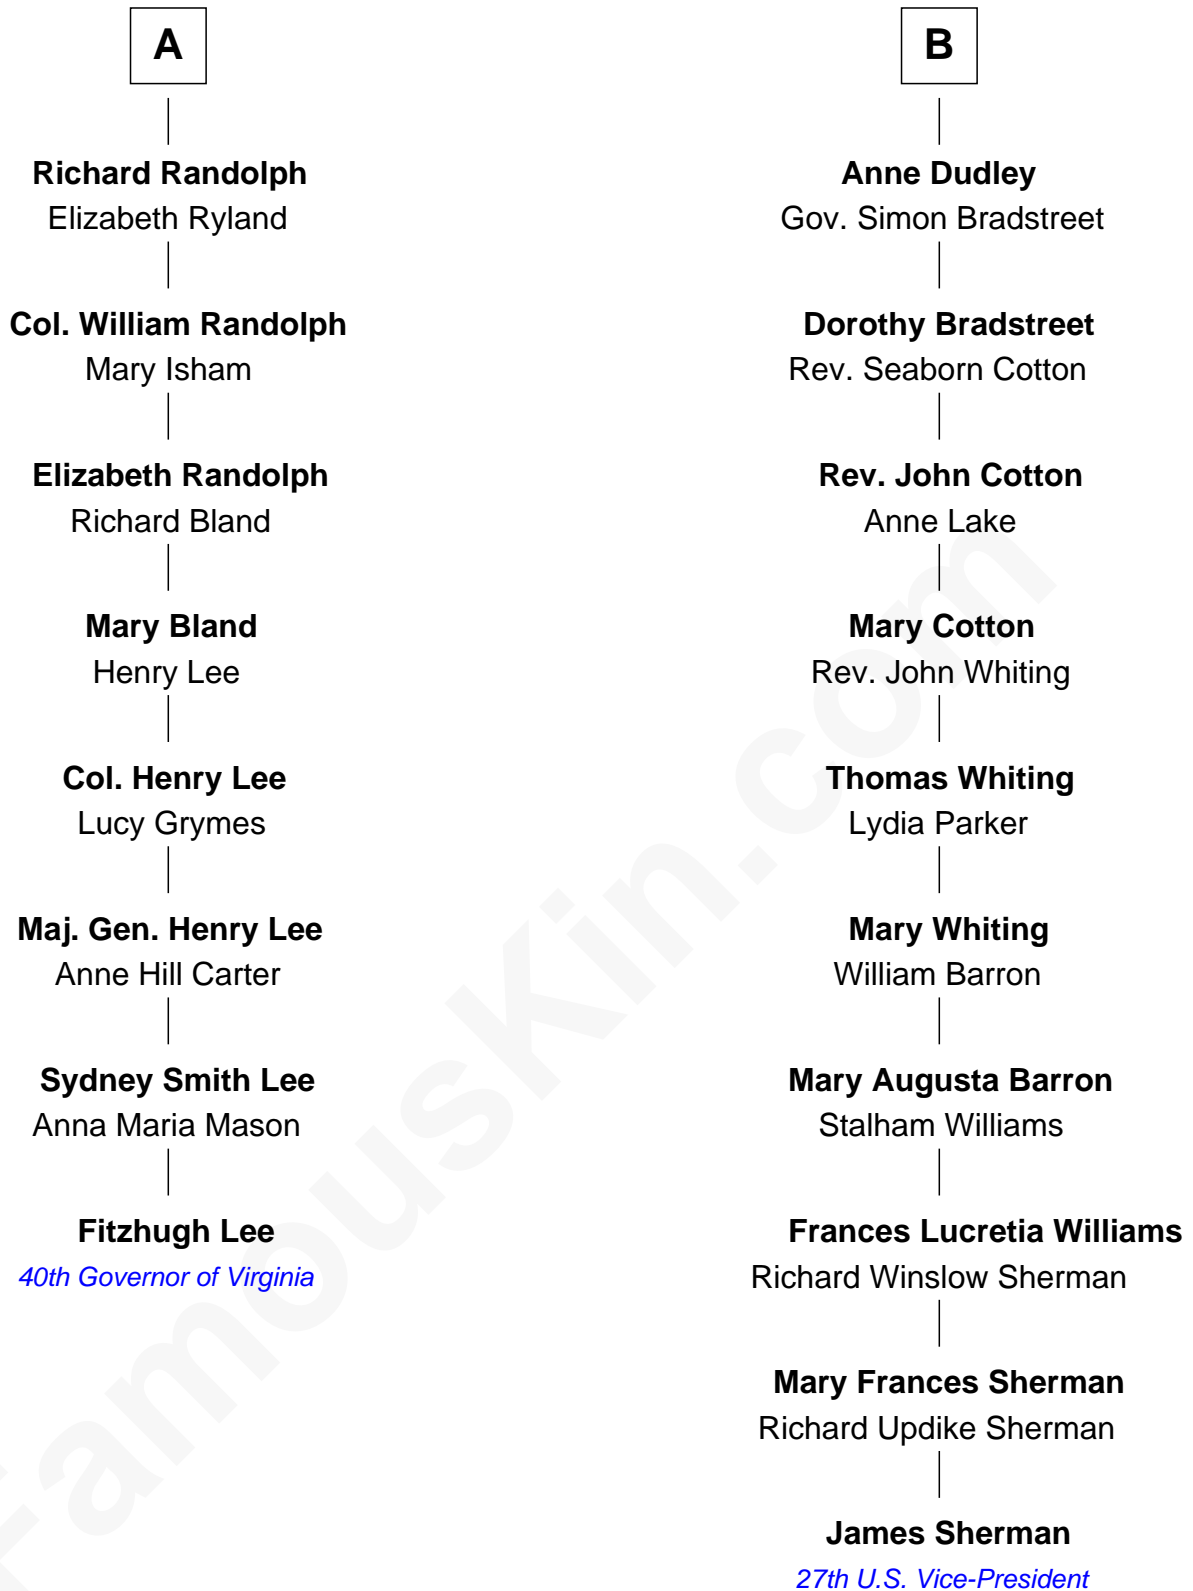 A
Richard Randolph
Elizabeth Ryland
Col. William Randolph
Mary Isham
Elizabeth Randolph
Richard Bland
Mary Bland
Henry Lee
Col. Henry Lee
Lucy Grymes
Maj. Gen. Henry Lee
Anne Hill Carter
Sydney Smith Lee
Anna Maria Mason
Fitzhugh Lee
40th Governor of Virginia
B
Anne Dudley
Gov. Simon Bradstreet
Dorothy Bradstreet
Rev. Seaborn Cotton
Rev. John Cotton
Anne Lake
Mary Cotton
Rev. John Whiting
Thomas Whiting
Lydia Parker
Mary Whiting
William Barron
Mary Augusta Barron
Stalham Williams
Frances Lucretia Williams
Richard Winslow Sherman
Mary Frances Sherman
Richard Updike Sherman
James Sherman
27th U.S. Vice-President
FamousKin.com